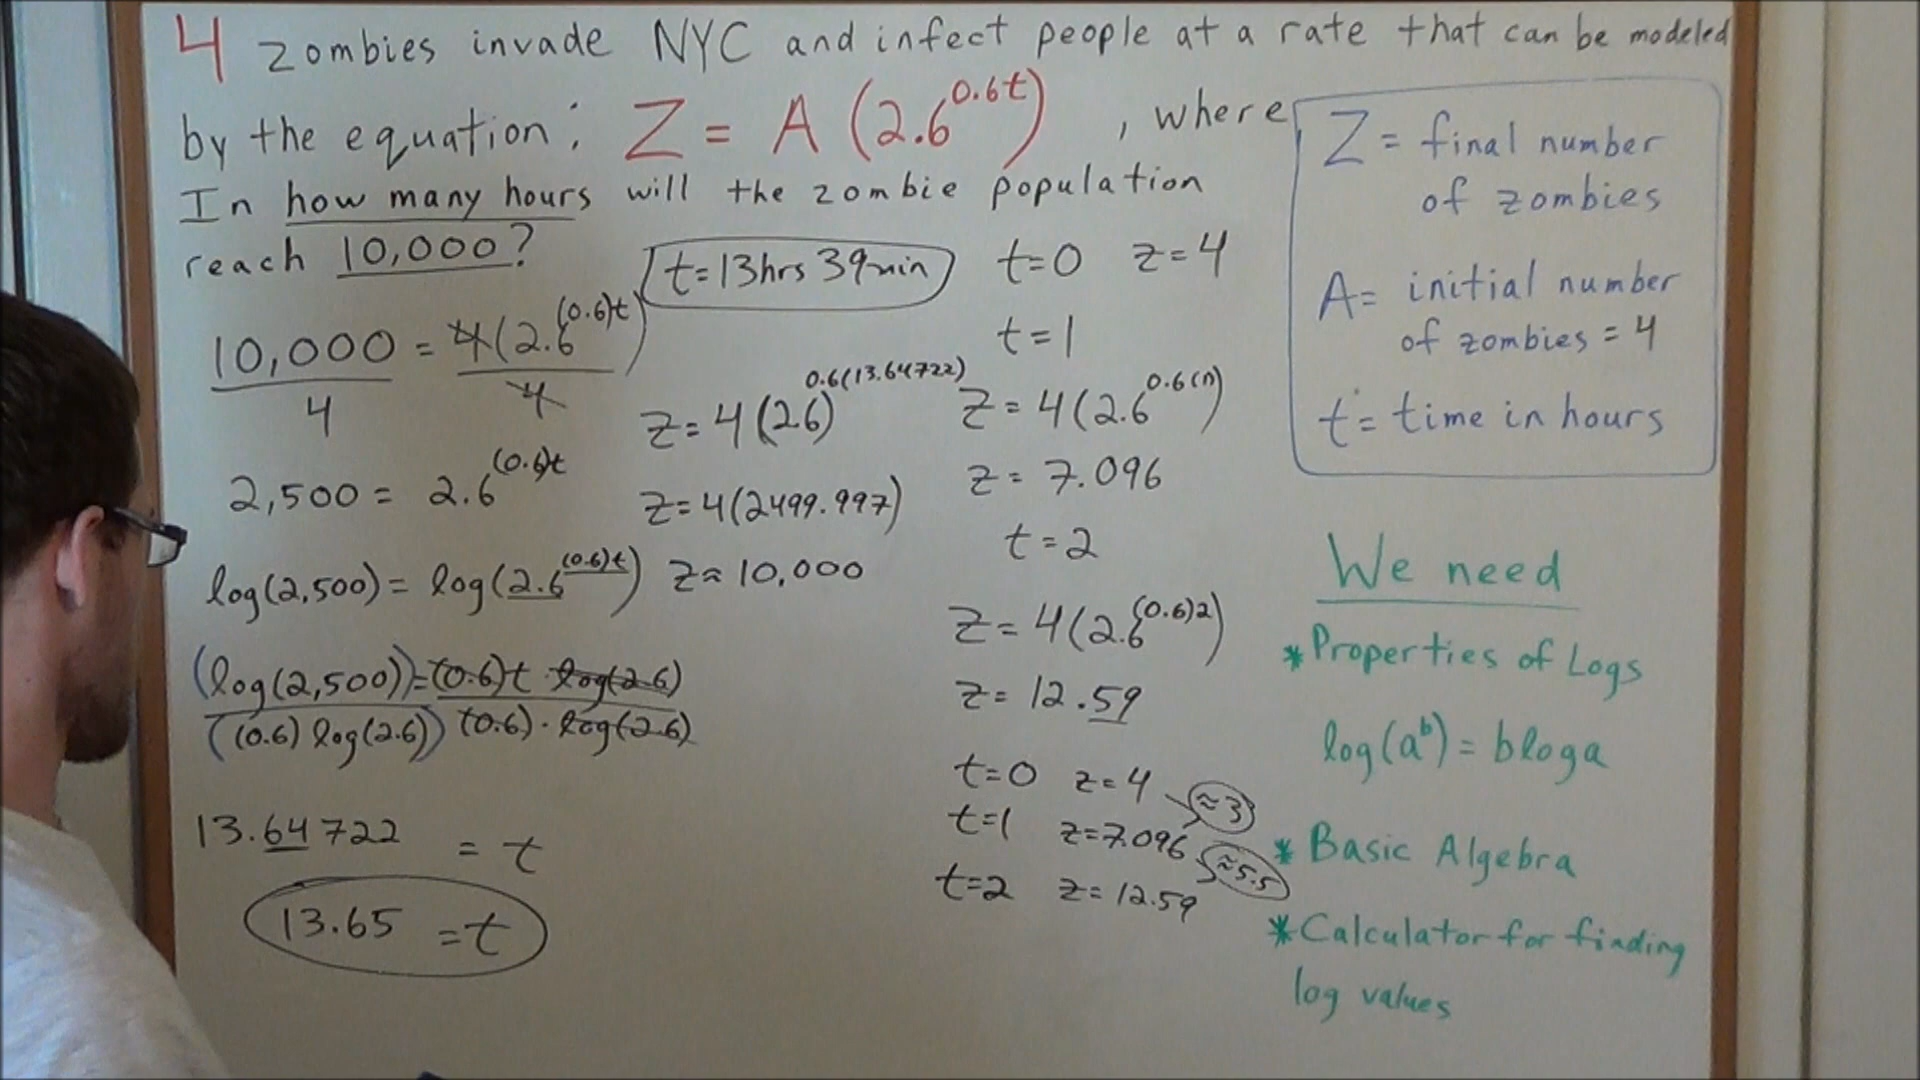 4 zombies invade NYC and infect people at a rate that can be modeled
by the equation: Z = A (2.6^0.6t), where
In how many hours will the zombie population
reach 10,000?
t=13hrs 39min
10,000 = 4(2.6^(0.6)t)
4 4
2,500 = 2.6^(0.6)t
log(2,500) = log(2.6^(0.6)t)
(log(2,500)) = (0.6)t · log(2.6)
((0.6) log(2.6)) (0.6) · log(2.6)
13.64722 = t
13.65 = t
Z = 4(2.6)^0.6(13.64722)
Z = 4(2499.997)
Z ≈ 10,000
t=0 z=4
t=1
Z = 4(2.6^0.6(1))
Z = 7.096
t=2
Z = 4(2.6^(0.6)2)
Z = 12.59
t=0 z=4
≈3
t=1 z=7.096
≈5.5
t=2 z=12.59
Z = final number
of zombies
A = initial number
of zombies = 4
t = time in hours
We need
* Properties of Logs
log(a^b) = b log a
* Basic Algebra
* Calculator for finding
log values